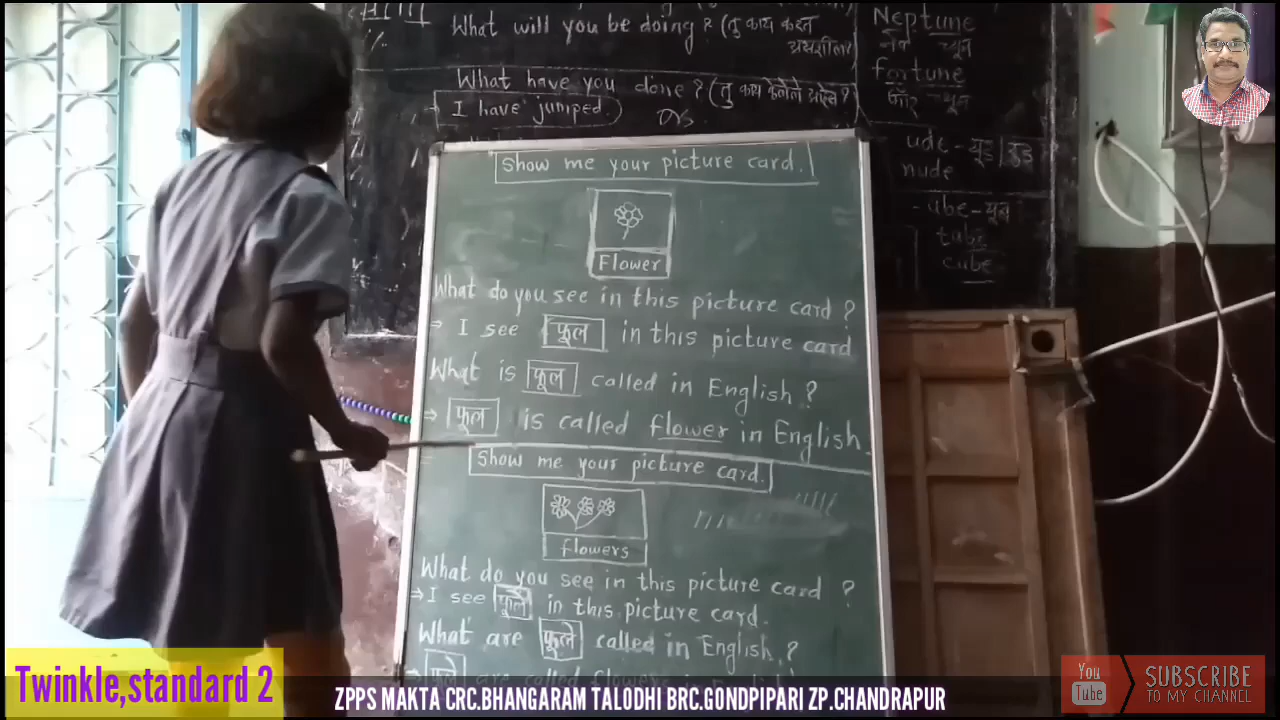 What will you be doing? (तु काय करत
असशील)
What have you done? (तु काय केलेले आहेस?)
I have jumped.
Neptune
नेप च्यून
fortune
फॉर च्यून
ude - यूड
nude
- ube - यूब
tube
cube
Show me your picture card.
Flower
What do you see in this picture card?
⇒ I see फूल in this picture card
What is फूल called in English?
⇒ फूल is called flower in English.
Show me your picture card.
flowers
What do you see in this picture card ?
⇒ I see फूले in this picture card.
What are फूले called in English?
⇒ फूले are called flowers in
Twinkle,standard 2
ZPPS MAKTA CRC.BHANGARAM TALODHI BRC.GONDPIPARI ZP.CHANDRAPUR
You
Tube
SUBSCRIBE
TO MY CHANNEL